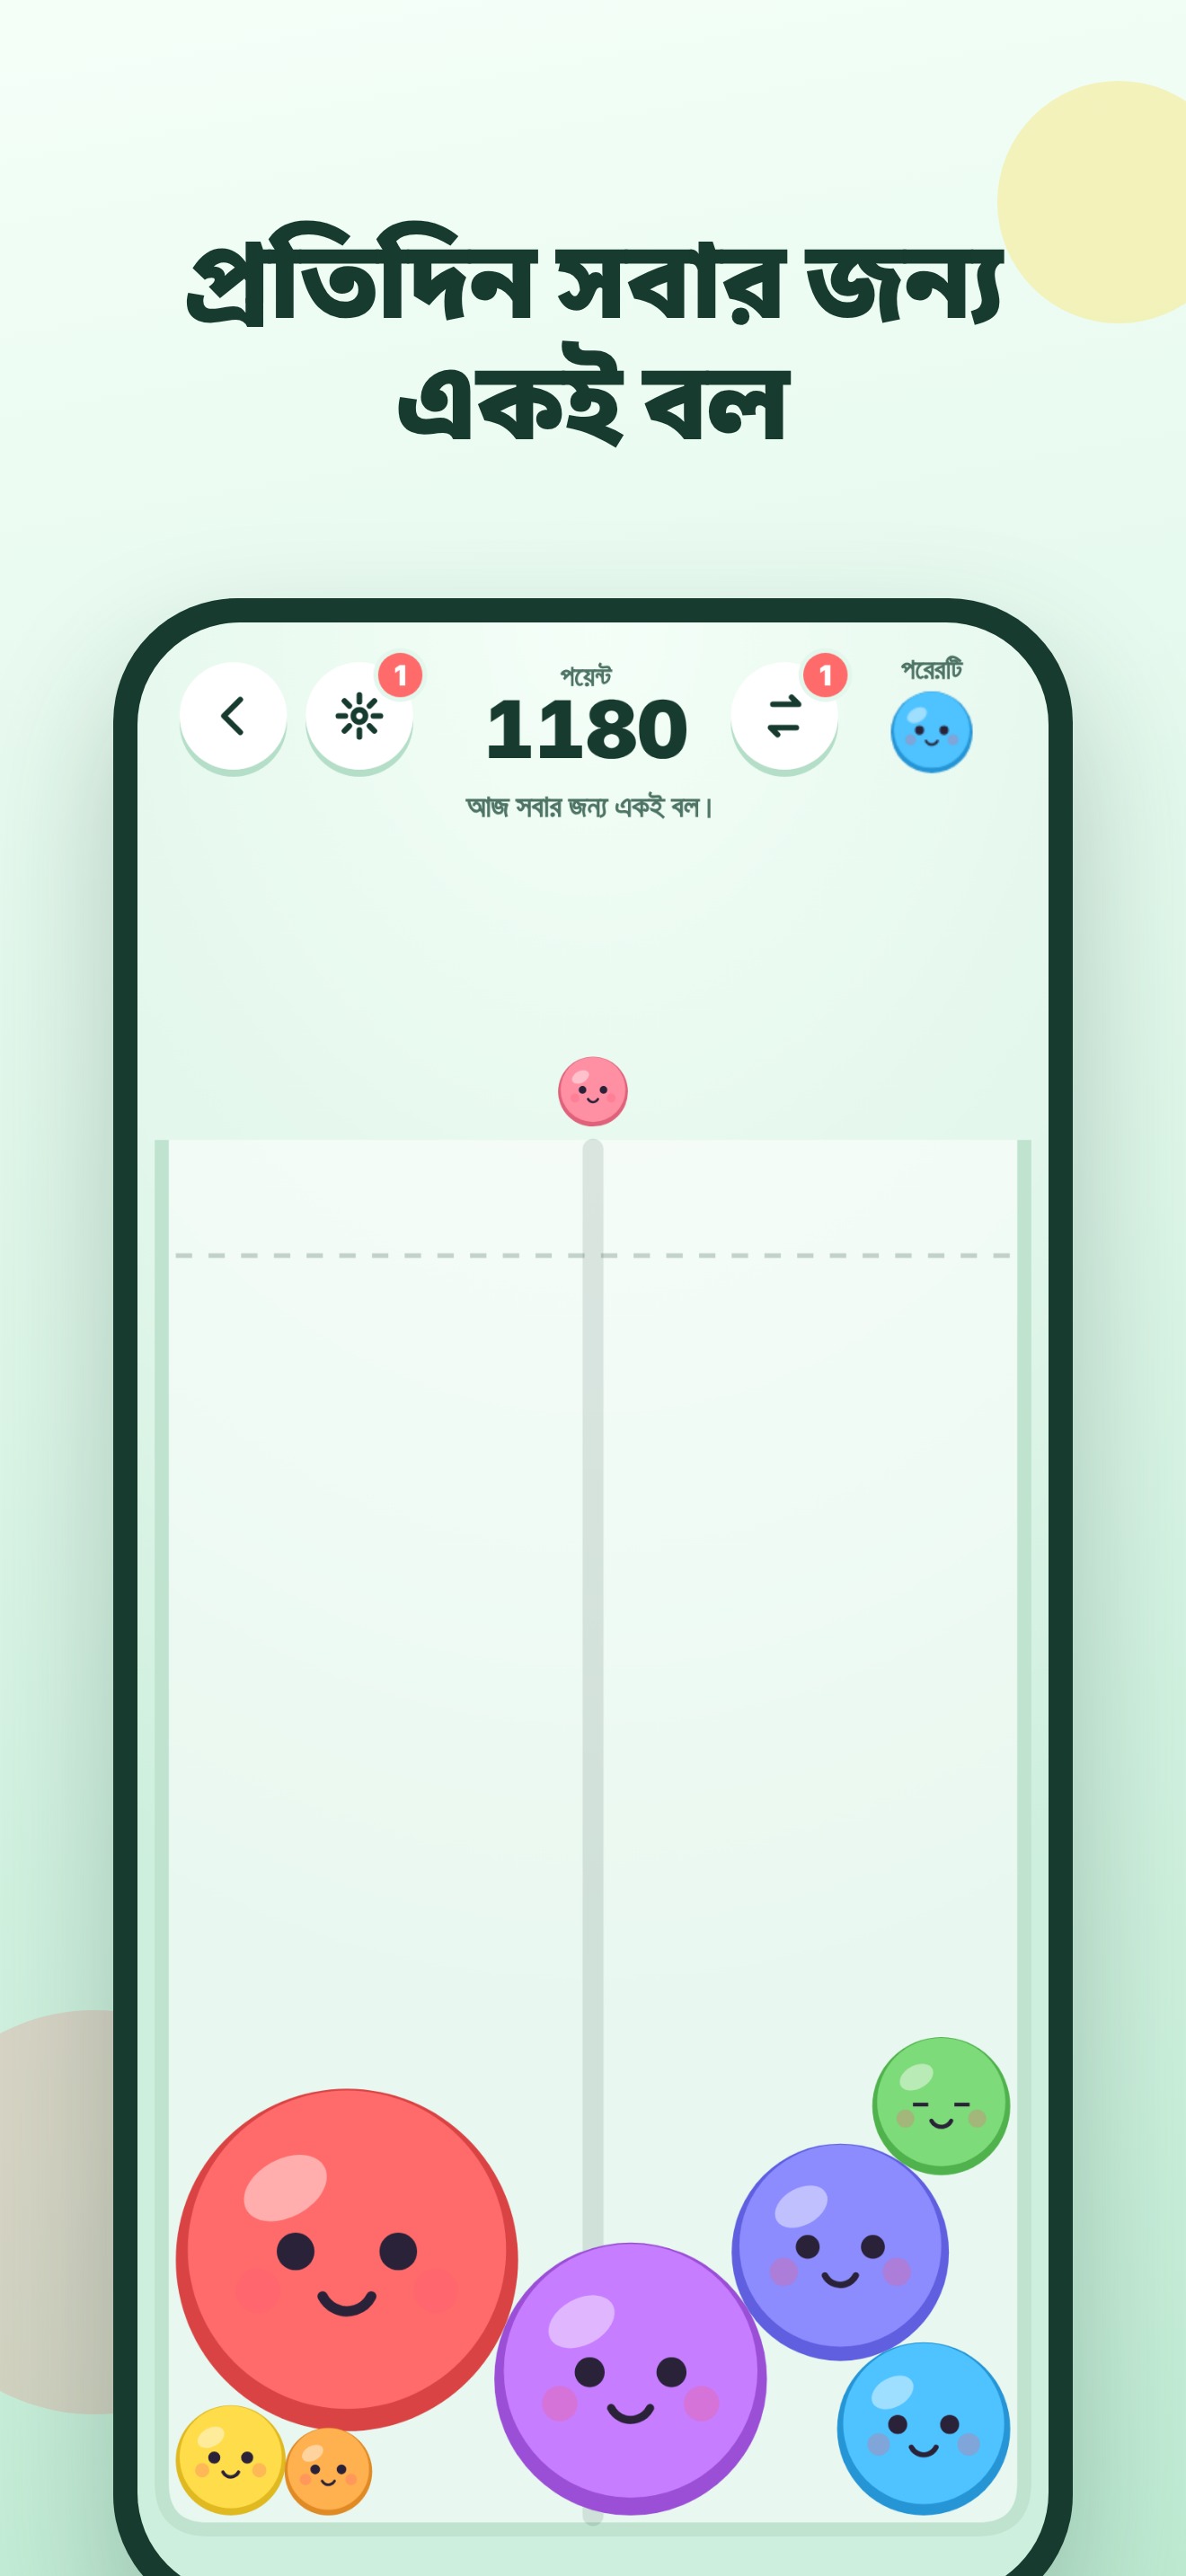 প্রতিদিন সবার জন্য
একই বল
1
পয়েন্ট
1
পরেরটি
1180
আজ সবার জন্য একই বল।